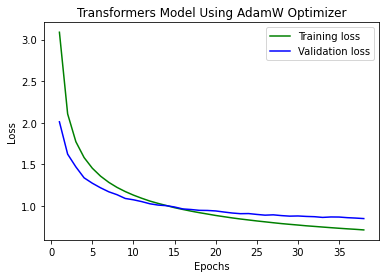 Transformers Model Using AdamW Optimizer
Training loss
Validation loss
Loss
3.0
2.5
2.0
1.5
1.0
0 5 10 15 20 25 30 35
Epochs